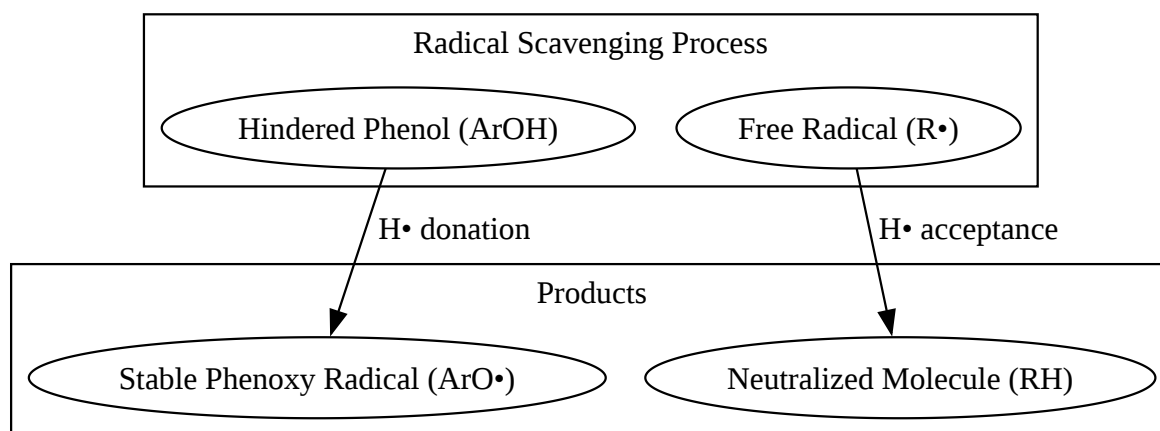 Radical Scavenging Process
Hindered Phenol (ArOH)
Free Radical (R•)
H• donation
H• acceptance
Products
Stable Phenoxy Radical (ArO•)
Neutralized Molecule (RH)